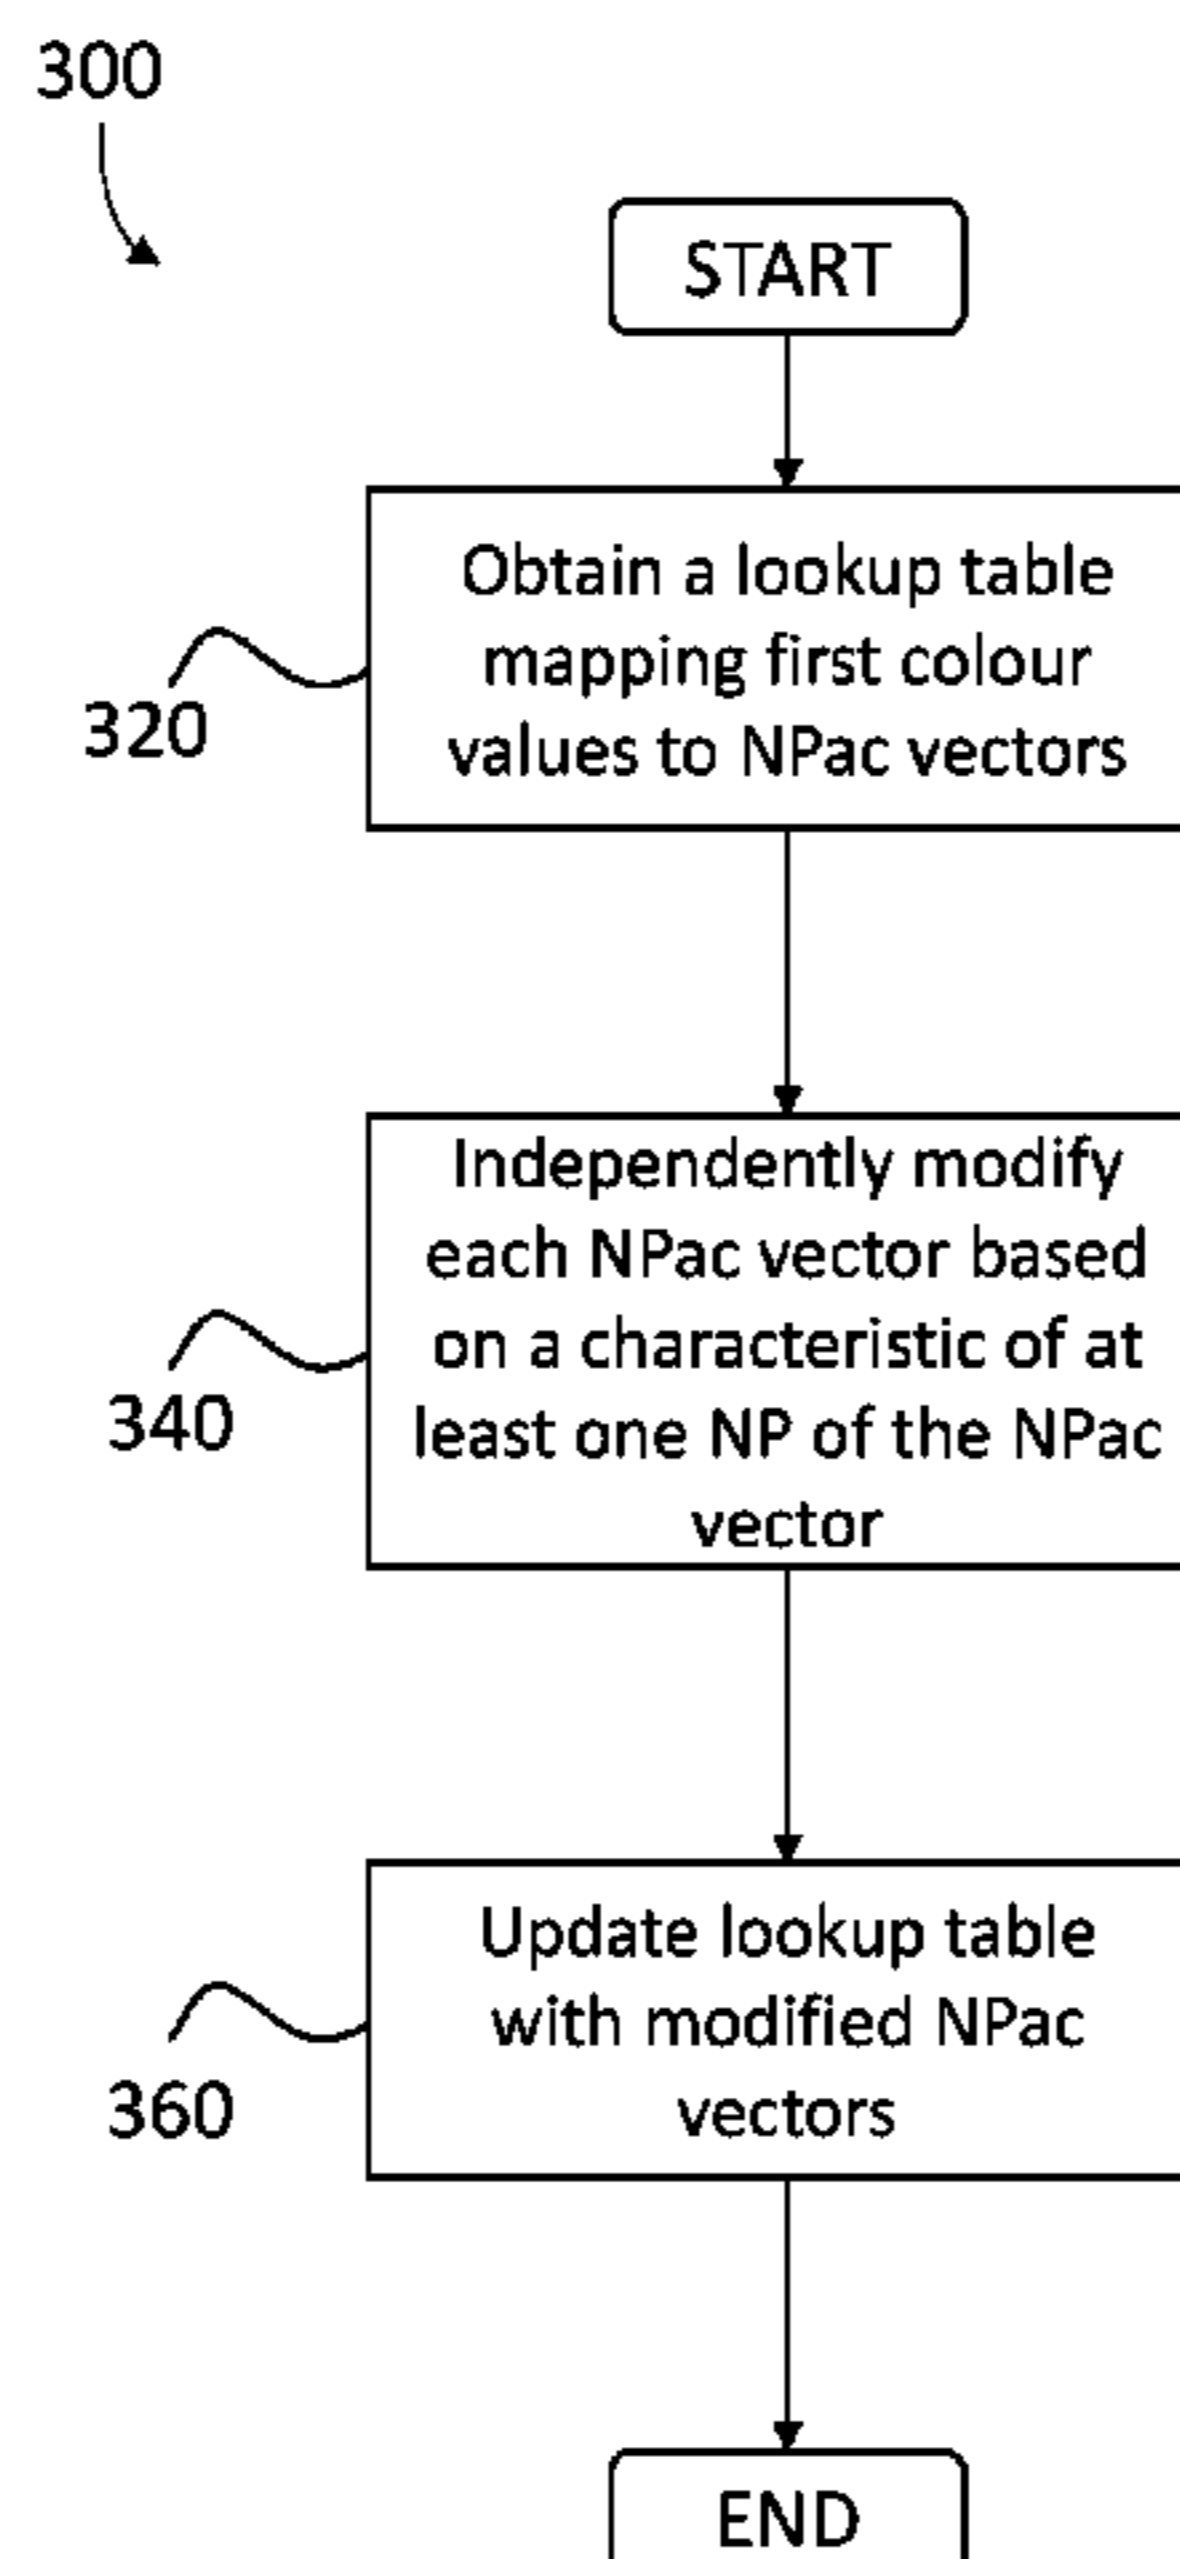 300
START
Obtain a lookup table
mapping first colour
values to NPac vectors
320
Independently modify
each NPac vector based
on a characteristic of at
least one NP of the NPac
vector
340
Update lookup table
with modified NPac
vectors
360
END